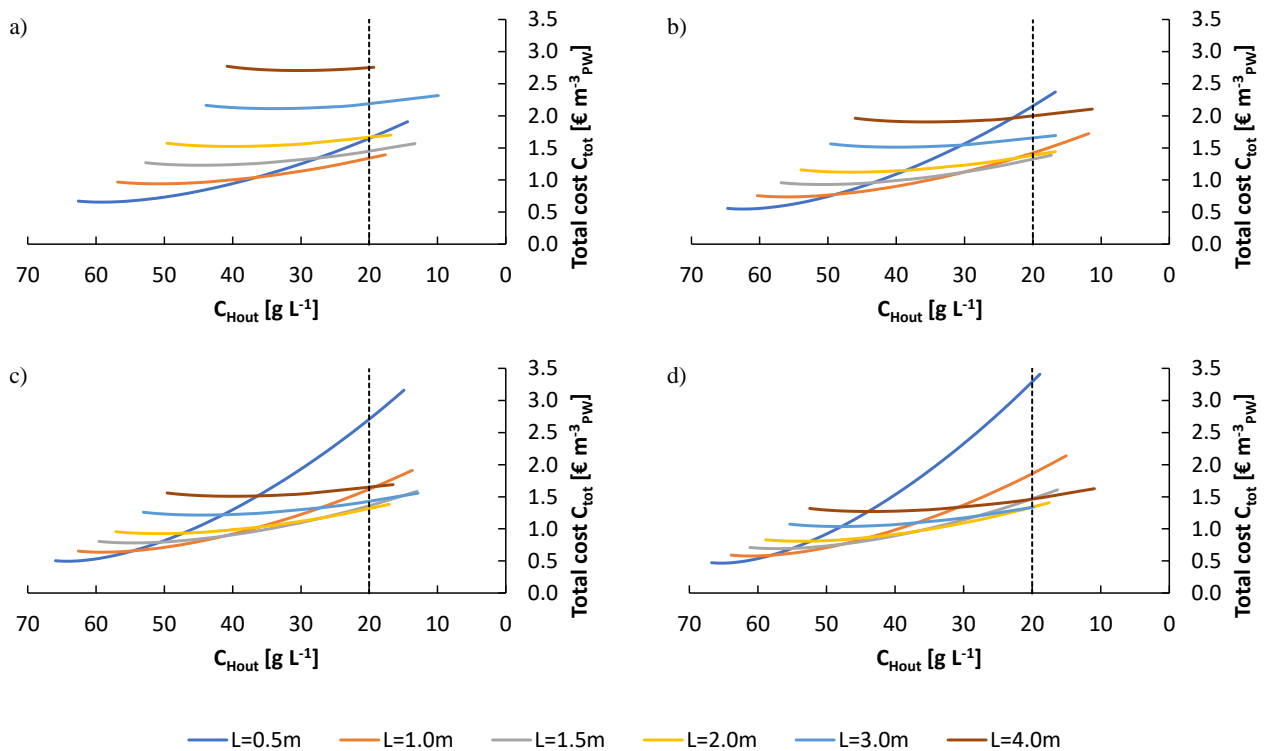 a)
3.5
3.0
2.5
2.0
1.5
1.0
0.5
0.0
Total cost C_tot [€ m⁻³_PW]
70 60 50 40 30 20 10 0
C_Hout [g L⁻¹]
b)
3.5
3.0
2.5
2.0
1.5
1.0
0.5
0.0
Total cost C_tot [€ m⁻³_PW]
70 60 50 40 30 20 10 0
C_Hout [g L⁻¹]
c)
3.5
3.0
2.5
2.0
1.5
1.0
0.5
0.0
Total cost C_tot [€ m⁻³_PW]
70 60 50 40 30 20 10 0
C_Hout [g L⁻¹]
d)
3.5
3.0
2.5
2.0
1.5
1.0
0.5
0.0
Total cost C_tot [€ m⁻³_PW]
70 60 50 40 30 20 10 0
C_Hout [g L⁻¹]
L=0.5m L=1.0m L=1.5m L=2.0m L=3.0m L=4.0m